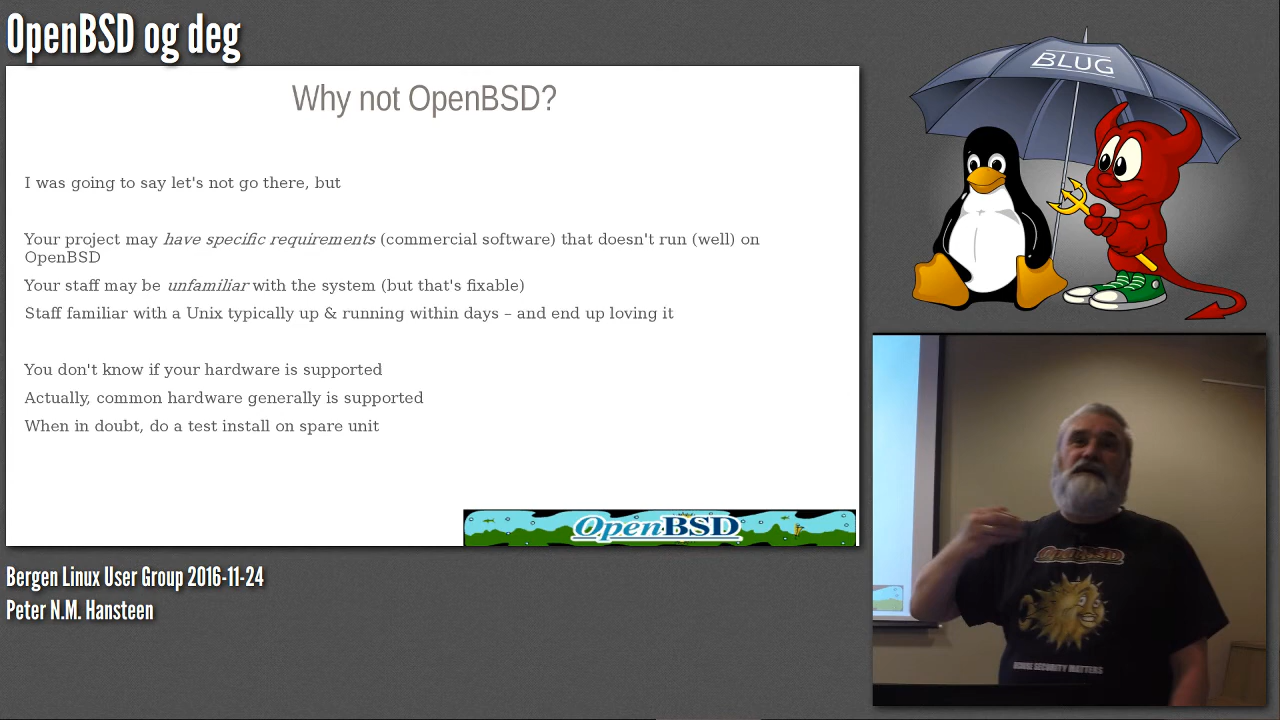 OpenBSD og deg
Why not OpenBSD?
I was going to say let's not go there, but
Your project may have specific requirements (commercial software) that doesn't run (well) on
OpenBSD
Your staff may be unfamiliar with the system (but that's fixable)
Staff familiar with a Unix typically up & running within days – and end up loving it
You don't know if your hardware is supported
Actually, common hardware generally is supported
When in doubt, do a test install on spare unit
OpenBSD
Bergen Linux User Group 2016-11-24
Peter N.M. Hansteen
BLUG
OpenBSD
SECURITY MATTERS